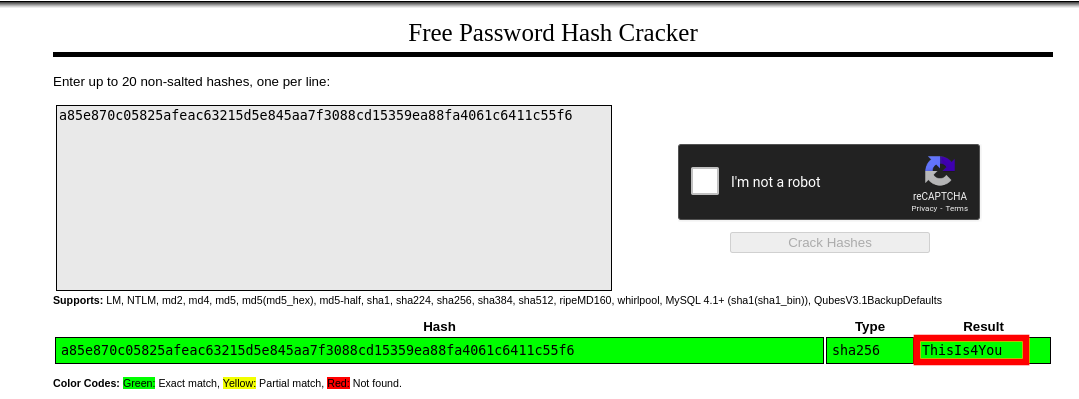 Free Password Hash Cracker
Enter up to 20 non-salted hashes, one per line:
a85e870c05825afeac63215d5e845aa7f3088cd15359ea88fa4061c6411c55f6
I'm not a robot
reCAPTCHA
Privacy - Terms
Crack Hashes
Supports: LM, NTLM, md2, md4, md5, md5(md5_hex), md5-half, sha1, sha224, sha256, sha384, sha512, ripeMD160, whirlpool, MySQL 4.1+ (sha1(sha1_bin)), QubesV3.1BackupDefaults
Hash Type Result
a85e870c05825afeac63215d5e845aa7f3088cd15359ea88fa4061c6411c55f6 sha256 ThisIs4You
Color Codes: Green: Exact match, Yellow: Partial match, Red: Not found.